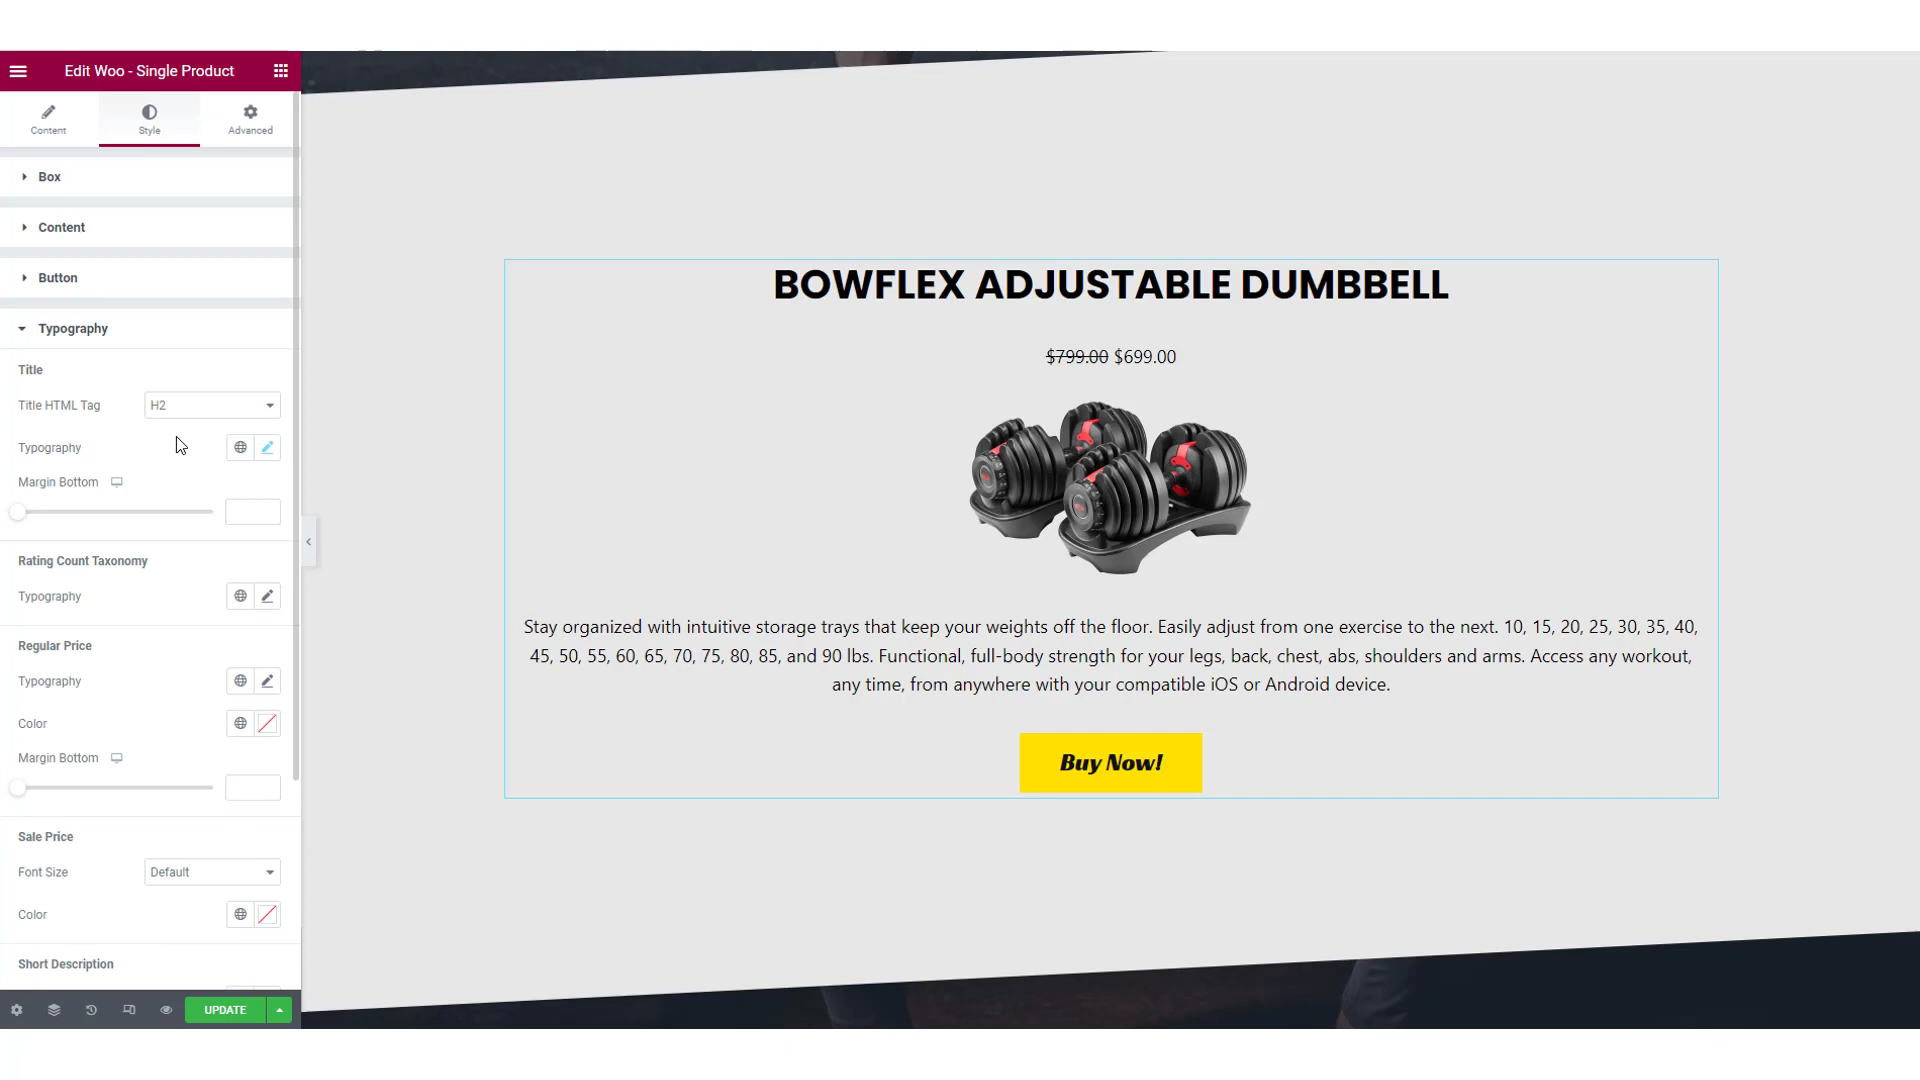 Edit Woo - Single Product
Content
Style
Advanced
Box
Content
Button
Typography
Title
Title HTML Tag
H2
Typography
Margin Bottom
Rating Count Taxonomy
Typography
Regular Price
Typography
Color
Margin Bottom
Sale Price
Font Size
Default
Color
Short Description
UPDATE
BOWFLEX ADJUSTABLE DUMBBELL
$799.00 $699.00
Stay organized with intuitive storage trays that keep your weights off the floor. Easily adjust from one exercise to the next. 10, 15, 20, 25, 30, 35, 40,
45, 50, 55, 60, 65, 70, 75, 80, 85, and 90 lbs. Functional, full-body strength for your legs, back, chest, abs, shoulders and arms. Access any workout,
any time, from anywhere with your compatible iOS or Android device.
Buy Now!